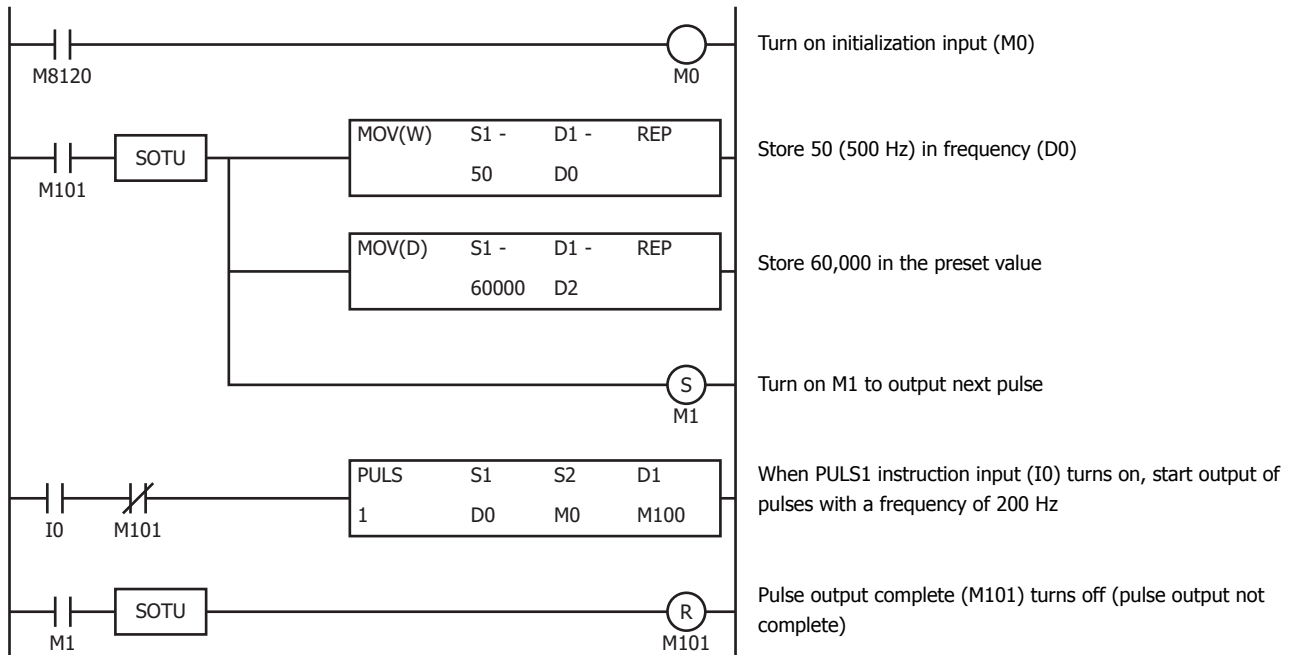 Turn on initialization input (M0)
M8120
M0
MOV(W) S1 - D1 - REP
50 D0
SOTU
M101
Store 50 (500 Hz) in frequency (D0)
MOV(D) S1 - D1 - REP
60000 D2
Store 60,000 in the preset value
S
M1
Turn on M1 to output next pulse
PULS S1 S2 D1
1 D0 M0 M100
I0 M101
When PULS1 instruction input (I0) turns on, start output of
pulses with a frequency of 200 Hz
SOTU
M1
R
M101
Pulse output complete (M101) turns off (pulse output not
complete)